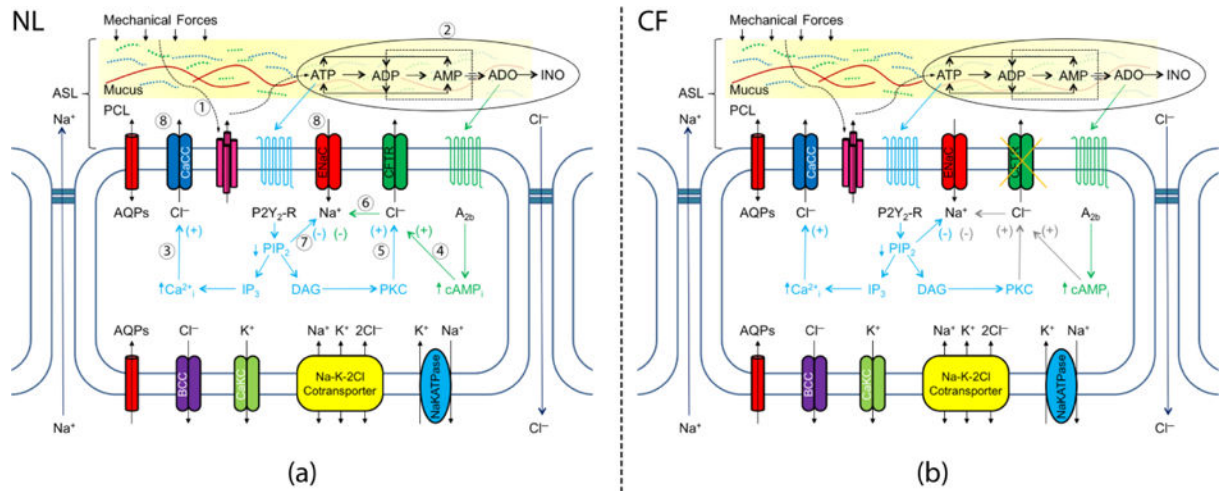 NL
Mechanical Forces
②
ATP ADP AMP ADO INO
ASL
Mucus
PCL
①
Na⁺
Cl⁻
⑧
⑧
CaCC
ENaC
CFTR
AQPs
Cl⁻
P2Y₂-R
Na⁺
⑥
Cl⁻
A₂b
(+)
⑦
(-)
(-)
(+)
(+)
③
PIP₂
⑤
④
Ca²⁺i
IP₃
DAG
PKC
cAMPi
AQPs
Cl⁻
K⁺
Na⁺ K⁺ 2Cl⁻
K⁺
Na⁺
BCC
CaKC
Na-K-2Cl
Cotransporter
NaKATPase
Na⁺
Cl⁻
(a)
CF
Mechanical Forces
ATP ADP AMP ADO INO
ASL
Mucus
PCL
Na⁺
Cl⁻
CaCC
ENaC
CFTR
AQPs
Cl⁻
P2Y₂-R
Na⁺
Cl⁻
A₂b
(+)
(-)
(-)
(+)
(+)
PIP₂
Ca²⁺i
IP₃
DAG
PKC
cAMPi
AQPs
Cl⁻
K⁺
Na⁺ K⁺ 2Cl⁻
K⁺
Na⁺
BCC
CaKC
Na-K-2Cl
Cotransporter
NaKATPase
Na⁺
Cl⁻
(b)